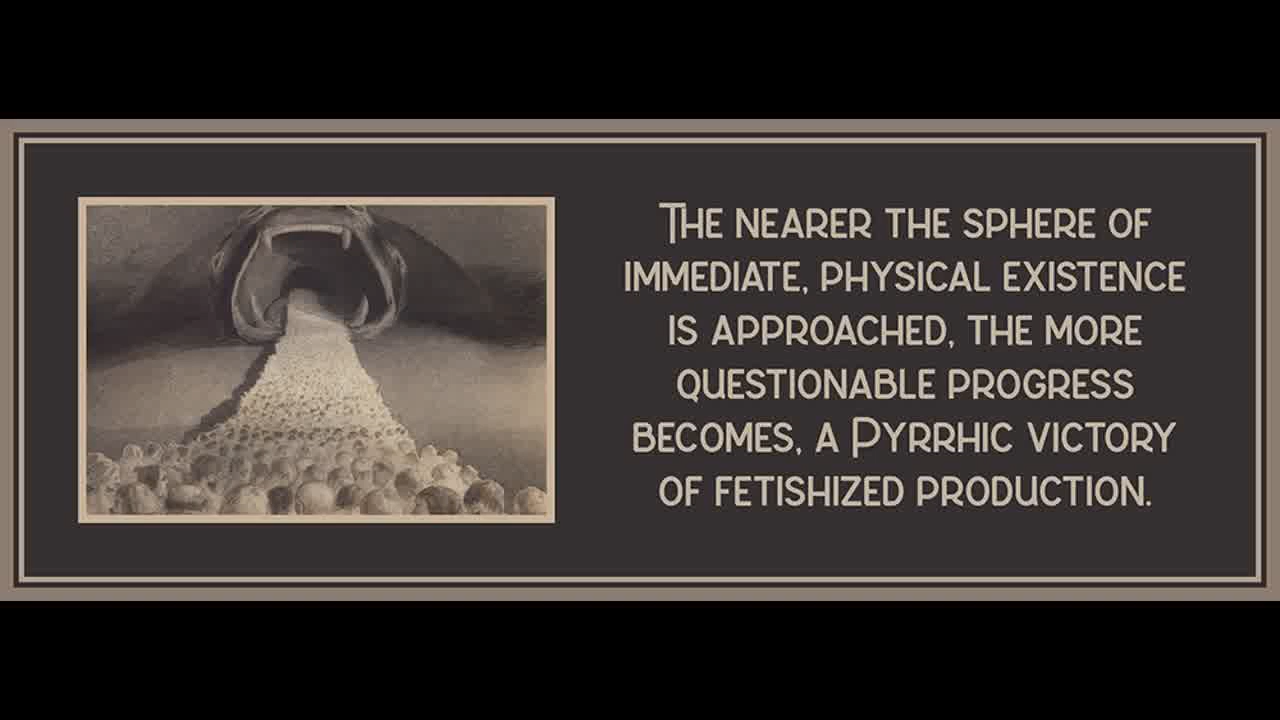 The nearer the sphere of
immediate, physical existence
is approached, the more
questionable progress
becomes, a Pyrrhic victory
of fetishized production.